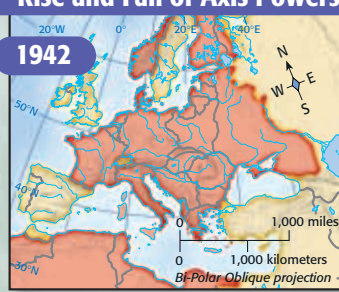 Rise and Fall of Axis Powers
20°W 0° 20°E 40°E
1942
N
W E
S
50°N
40°N
30°N
0 1,000 miles
0 1,000 kilometers
Bi-Polar Oblique projection